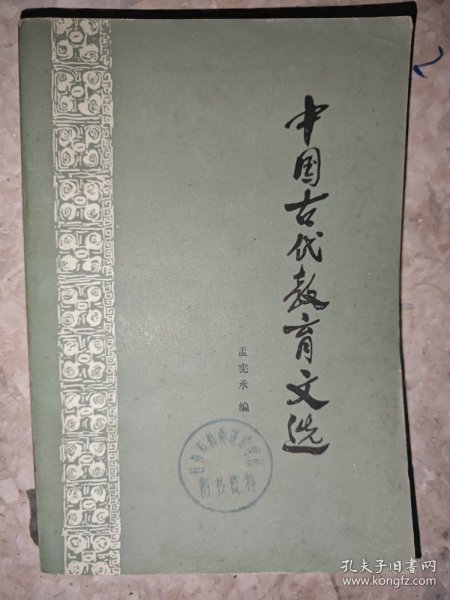 中国古代教育文选
孟宪承 编
图书资料
孔夫子旧书网
www.kongfz.com